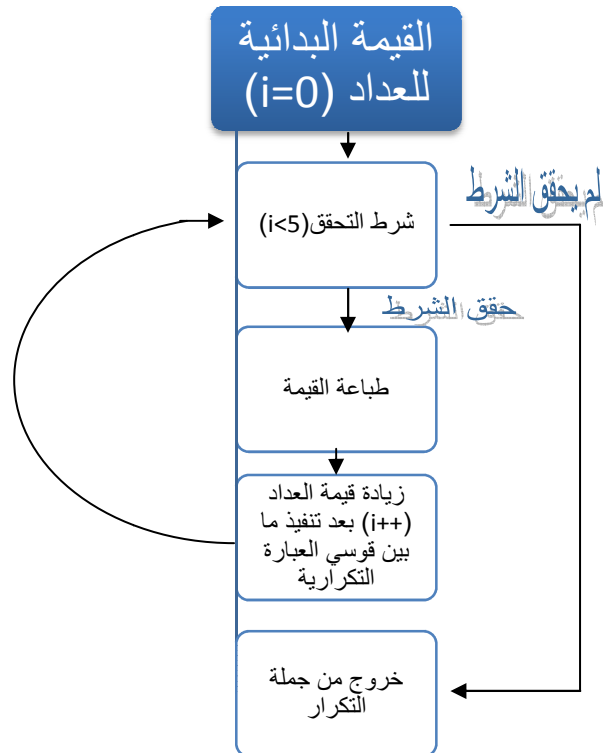 القيمة البدائية
للعداد (i=0)
لم يحقق الشرط
شرط التحقق(i<5)
حقق الشرط
طباعة القيمة
زيادة قيمة العداد
(i++) بعد تنفيذ ما
بين قوسي العبارة
التكرارية
خروج من جملة
التكرار